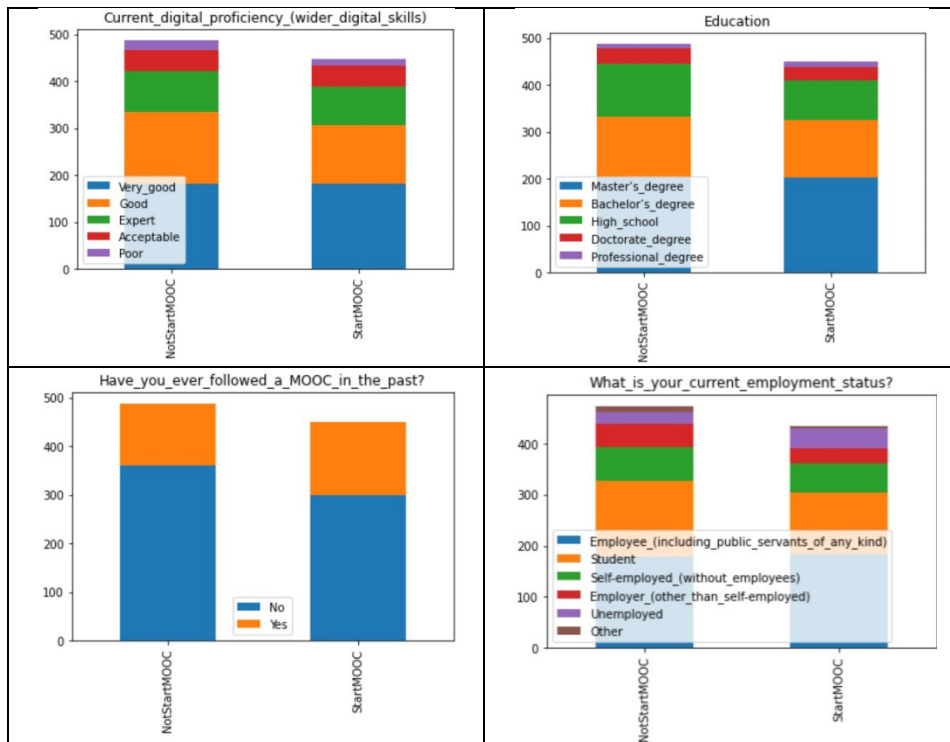 Current_digital_proficiency_(wider_digital_skills)
500
400
300
200
100
0
Very_good
Good
Expert
Acceptable
Poor
NotStartMOOC
StartMOOC
Education
500
400
300
200
100
0
Master's_degree
Bachelor's_degree
High_school
Doctorate_degree
Professional_degree
NotStartMOOC
StartMOOC
Have_you_ever_followed_a_MOOC_in_the_past?
500
400
300
200
100
0
No
Yes
NotStartMOOC
StartMOOC
What_is_your_current_employment_status?
400
300
200
100
0
Employee_(including_public_servants_of_any_kind)
Student
Self-employed_(without_employees)
Employer_(other_than_self-employed)
Unemployed
Other
NotStartMOOC
StartMOOC